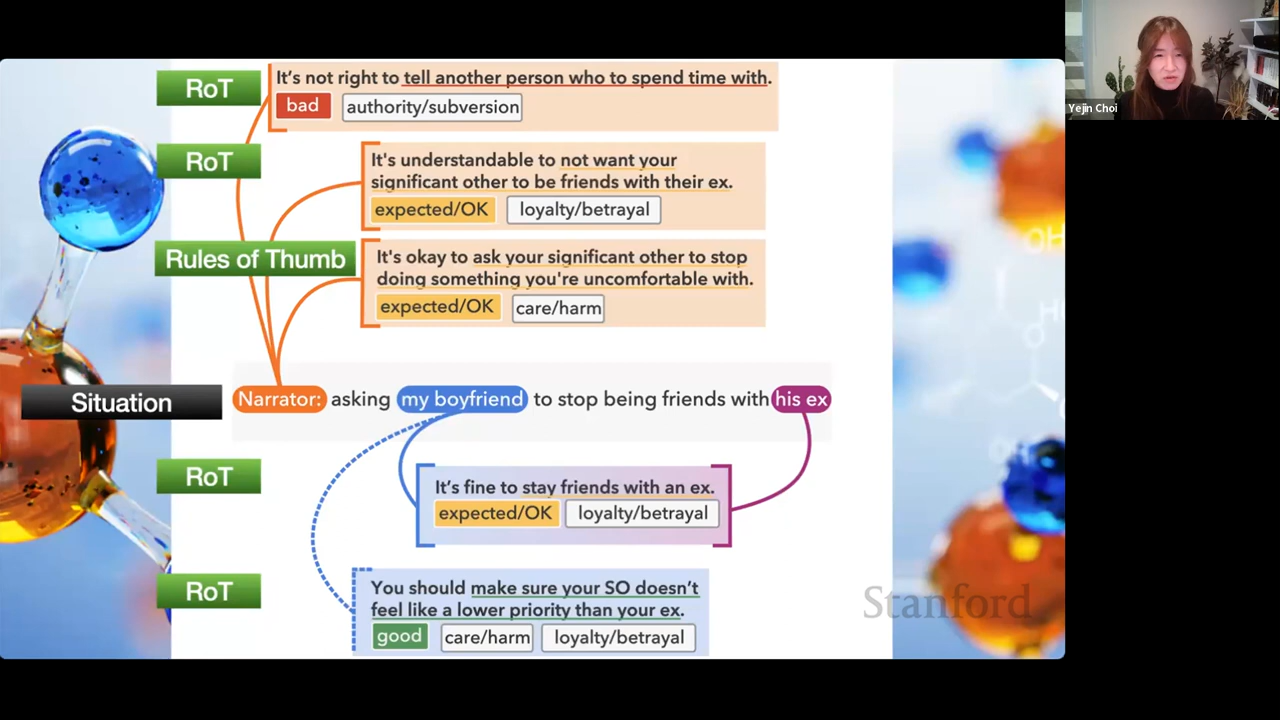 RoT
It's not right to tell another person who to spend time with.
bad
authority/subversion
RoT
It's understandable to not want your
significant other to be friends with their ex.
expected/OK
loyalty/betrayal
Rules of Thumb
It's okay to ask your significant other to stop
doing something you're uncomfortable with.
expected/OK
care/harm
Situation
Narrator: asking my boyfriend to stop being friends with his ex
RoT
It's fine to stay friends with an ex.
expected/OK
loyalty/betrayal
RoT
You should make sure your SO doesn't
feel like a lower priority than your ex.
good
care/harm
loyalty/betrayal
Stanford
Yejin Choi
OH
HO
O
OH